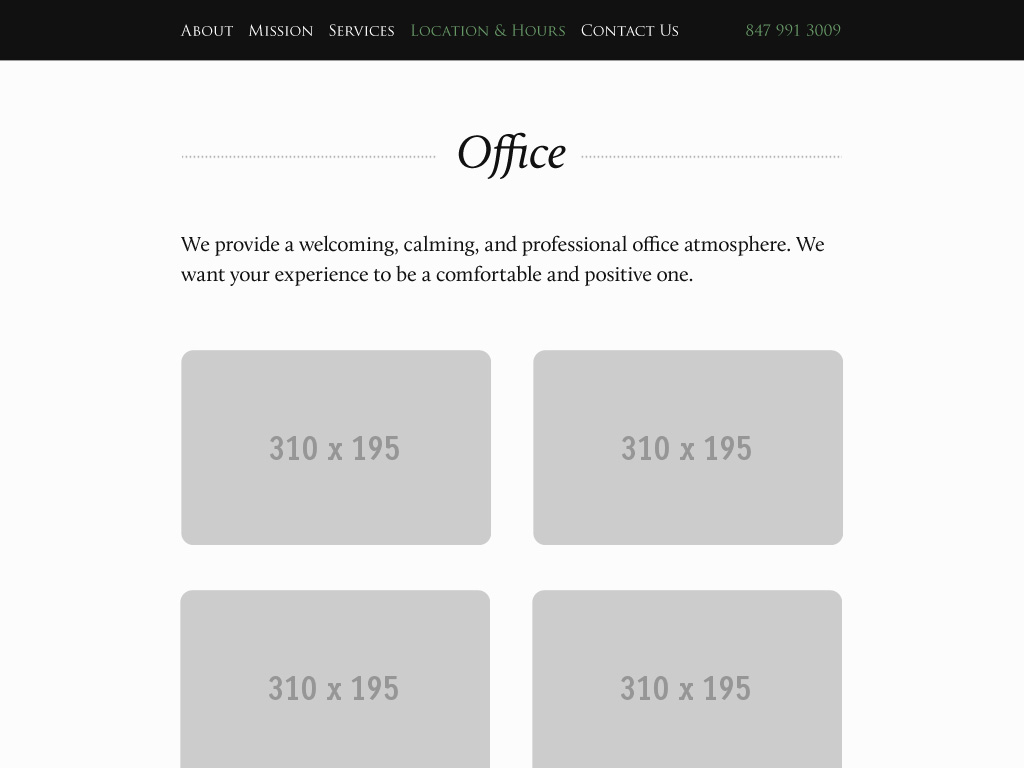 About Mission Services Location & Hours Contact Us 847 991 3009
Office
We provide a welcoming, calming, and professional office atmosphere. We
want your experience to be a comfortable and positive one.
310 x 195 310 x 195
310 x 195 310 x 195